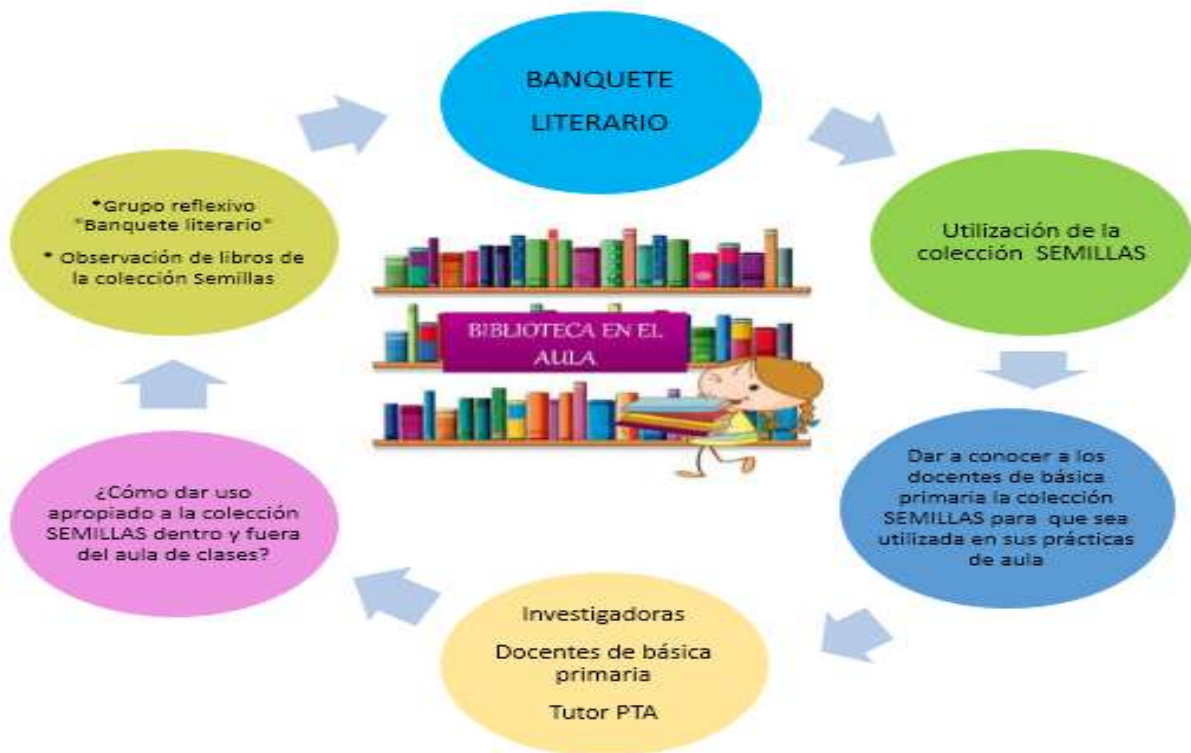 BANQUETE
LITERARIO
Utilización de la
colección SEMILLAS
Dar a conocer a los
docentes de básica
primaria la colección
SEMILLAS para que sea
utilizada en sus prácticas
de aula
Investigadoras
Docentes de básica
primaria
Tutor PTA
¿Cómo dar uso
apropiado a la colección
SEMILLAS dentro y fuera
del aula de clases?
*Grupo reflexivo
"Banquete literario"
* Observación de libros de
la colección Semillas
BIBLIOTECA EN EL
AULA